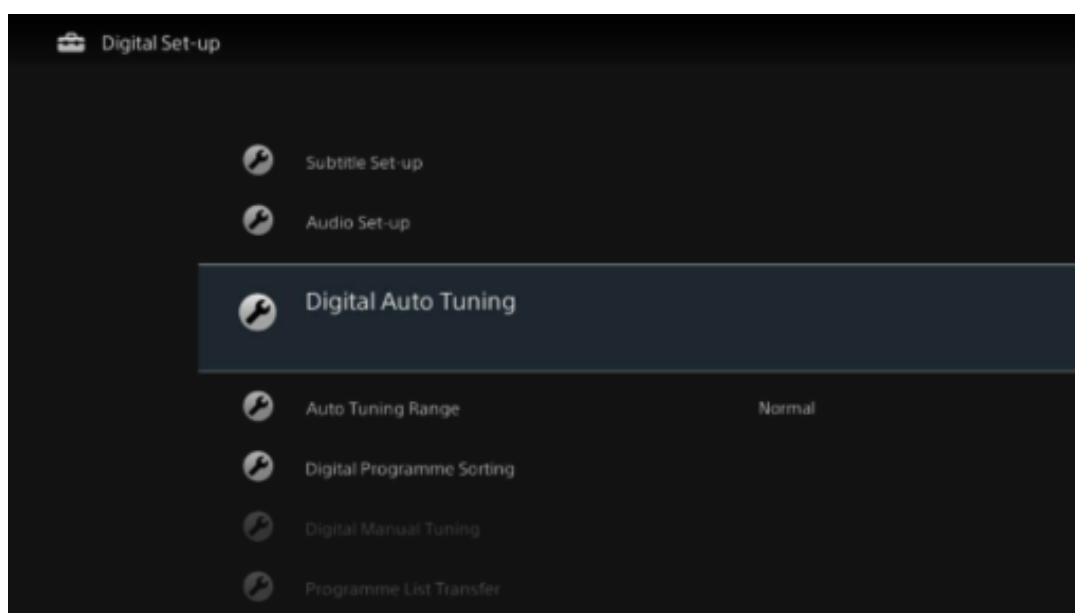 Digital Set-up
Subtitle Set-up
Audio Set-up
Digital Auto Tuning
Auto Tuning Range Normal
Digital Programme Sorting
Digital Manual Tuning
Programme List Transfer